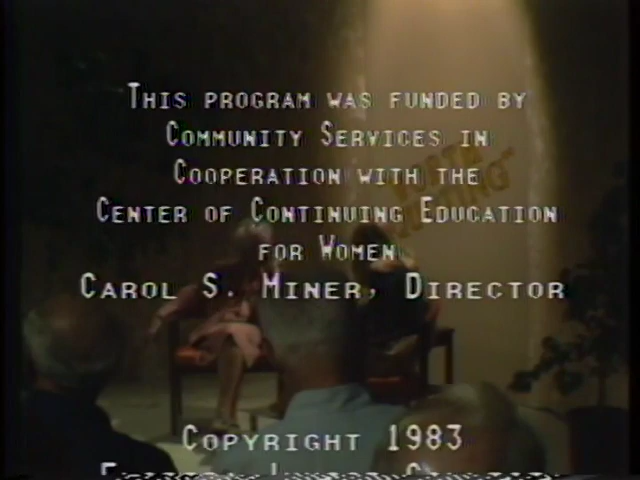 This program was funded by
Community Services in
Cooperation with the
Center of Continuing Education
for Women
Carol S. Miner, Director
Copyright 1983